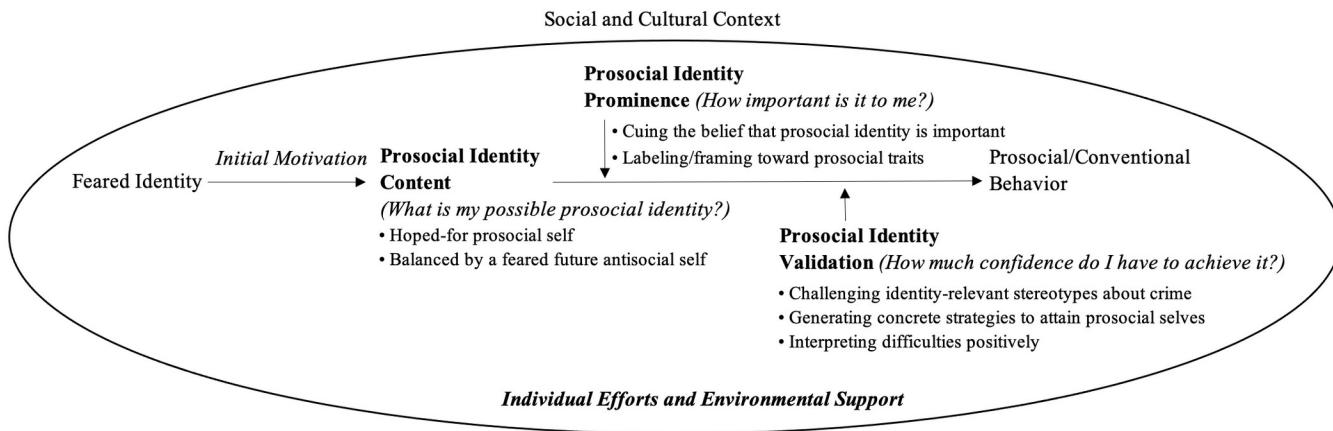 Social and Cultural Context
Prosocial Identity
Prominence (How important is it to me?)
• Cuing the belief that prosocial identity is important
• Labeling/framing toward prosocial traits
Initial Motivation
Feared Identity
Prosocial Identity
Content
(What is my possible prosocial identity?)
• Hoped-for prosocial self
• Balanced by a feared future antisocial self
Prosocial/Conventional
Behavior
Prosocial Identity
Validation (How much confidence do I have to achieve it?)
• Challenging identity-relevant stereotypes about crime
• Generating concrete strategies to attain prosocial selves
• Interpreting difficulties positively
Individual Efforts and Environmental Support